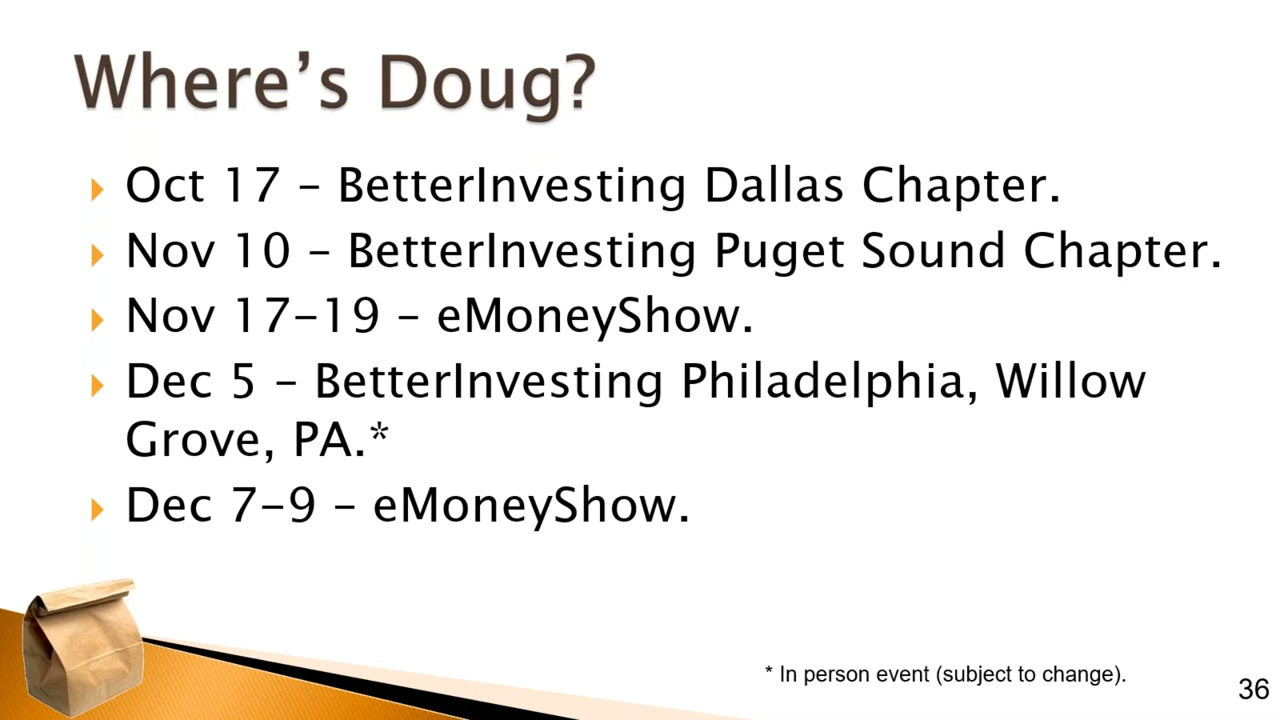 Where’s Doug?
Oct 17 – BetterInvesting Dallas Chapter.
Nov 10 – BetterInvesting Puget Sound Chapter.
Nov 17–19 – eMoneyShow.
Dec 5 – BetterInvesting Philadelphia, Willow
Grove, PA.*
Dec 7–9 – eMoneyShow.
* In person event (subject to change).
36